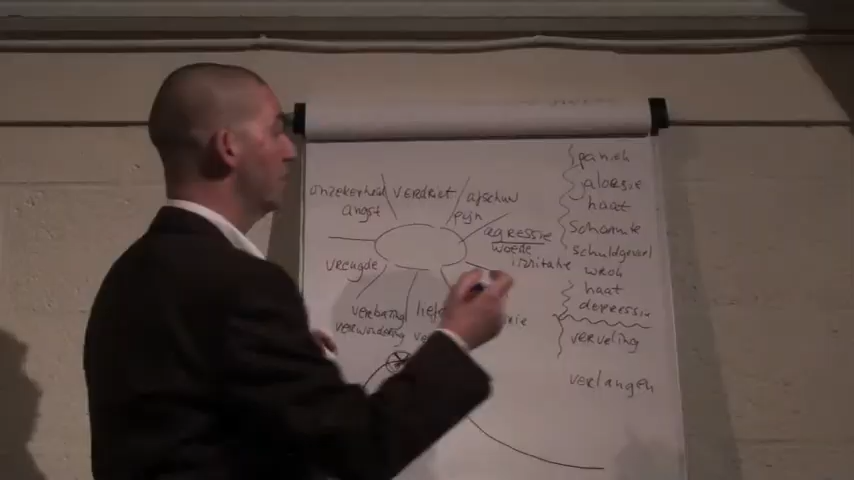 onzekerheid
angst
VERDRIET
afschuw
pijn
agressie
woede
irritatie
vreugde
verbazing
verwondering
liefde
paniek
jaloersie
haat
schaamte
schuldgevoel
wrok
haat
depressie
verveling
verlangen